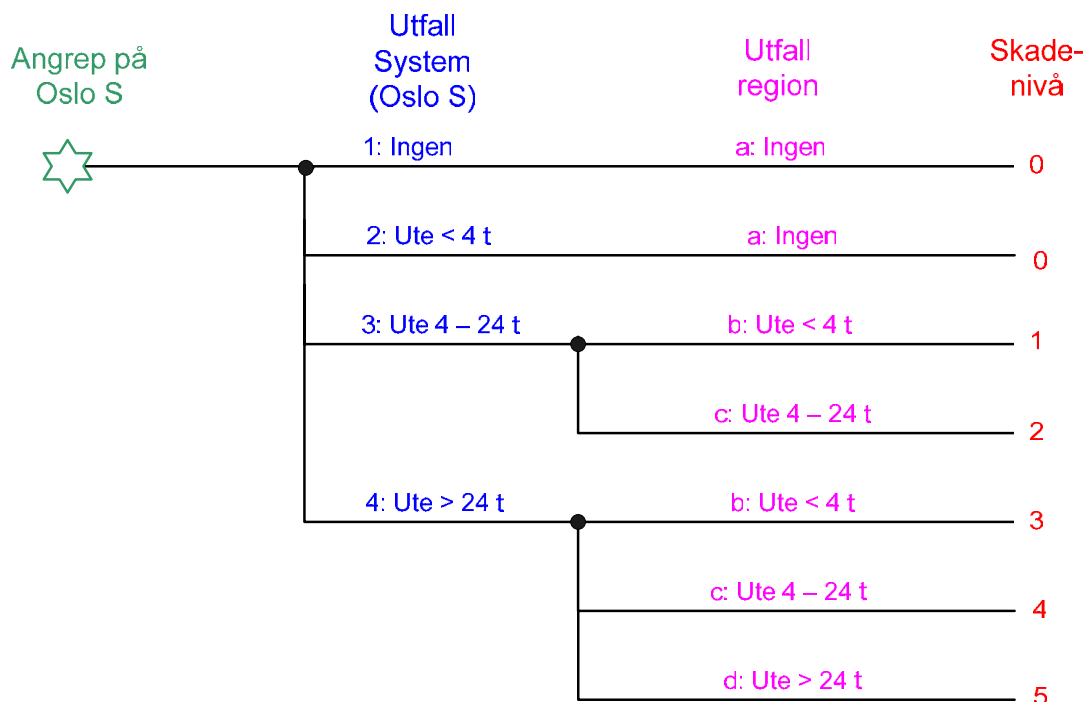 Angrep på
Oslo S
Utfall
System
(Oslo S)
Utfall
region
Skade-
nivå
1: Ingen
a: Ingen
0
2: Ute < 4 t
a: Ingen
0
3: Ute 4 – 24 t
b: Ute < 4 t
1
c: Ute 4 – 24 t
2
4: Ute > 24 t
b: Ute < 4 t
3
c: Ute 4 – 24 t
4
d: Ute > 24 t
5